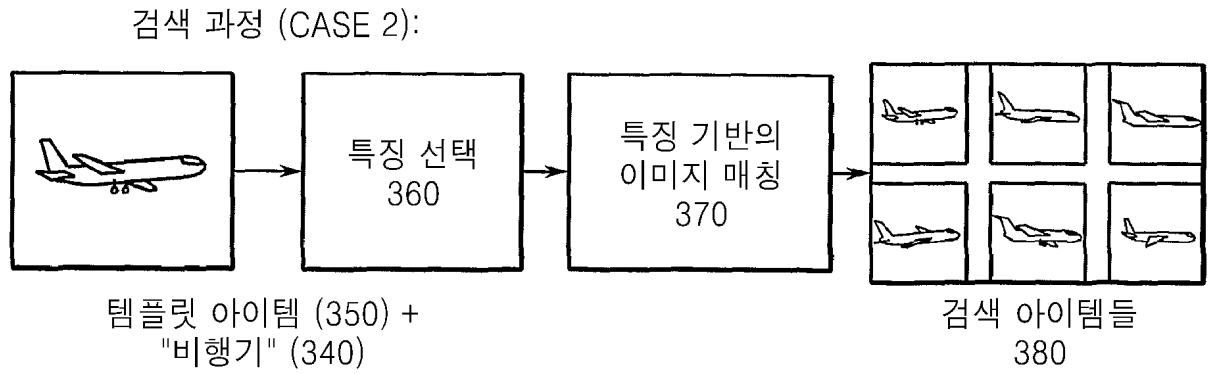 검색 과정 (CASE 2):
특징 선택
360
특징 기반의
이미지 매칭
370
템플릿 아이템 (350) +
"비행기" (340)
검색 아이템들
380